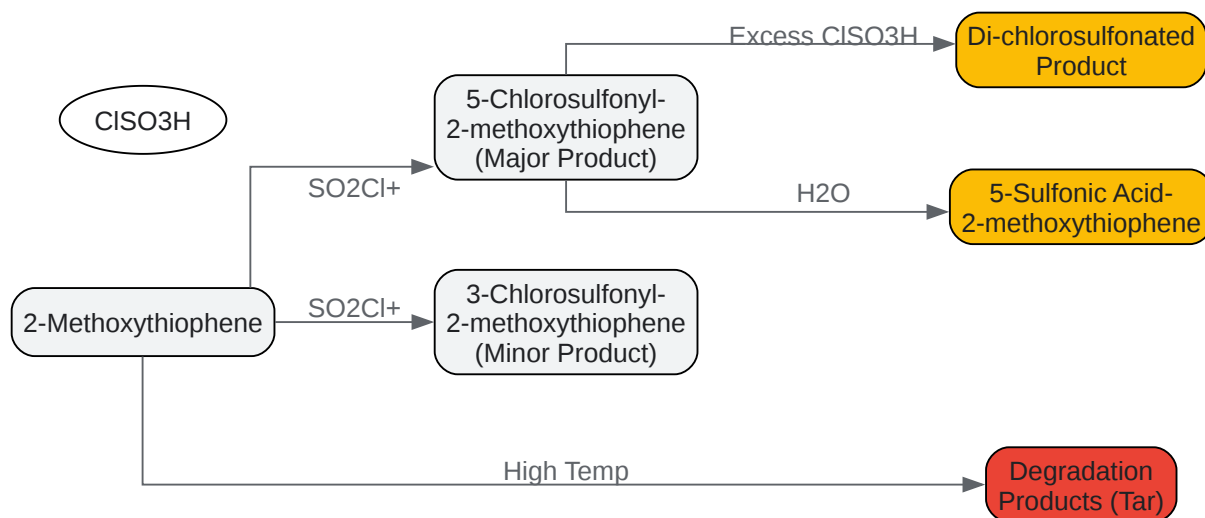 Excess ClSO3H
Di-chlorosulfonated
Product
ClSO3H
5-Chlorosulfonyl-
2-methoxythiophene
(Major Product)
SO2Cl+
H2O
5-Sulfonic Acid-
2-methoxythiophene
2-Methoxythiophene
SO2Cl+
3-Chlorosulfonyl-
2-methoxythiophene
(Minor Product)
High Temp
Degradation
Products (Tar)